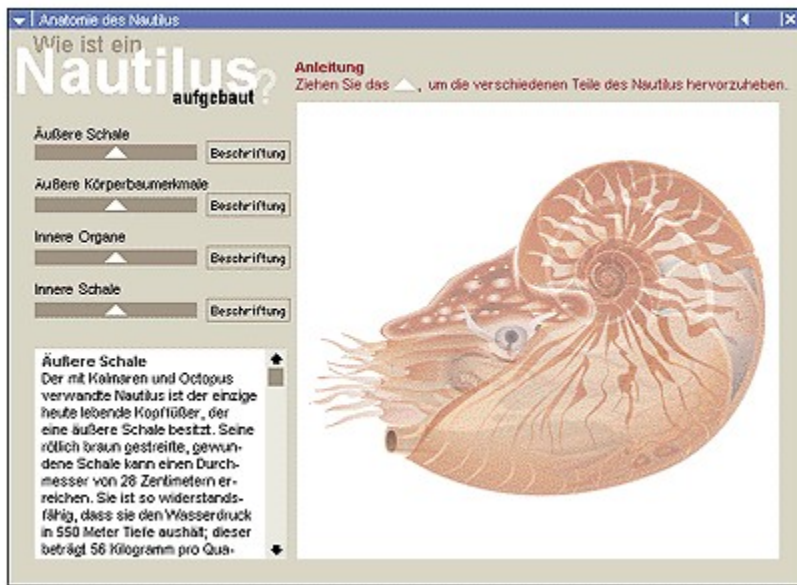 Anatomie des Nautilus
Wie ist ein
Nautilus?
aufgebaut
Anleitung
Ziehen Sie das , um die verschiedenen Teile des Nautilus hervorzuheben.
Äußere Schale
Beschriftung
Äußere Körperbaumerkmale
Beschriftung
Innere Organe
Beschriftung
Innere Schale
Beschriftung
Äußere Schale
Der mit Kalmaren und Octopus
verwandte Nautilus ist der einzige
heute lebende Kopffüßer, der
eine äußere Schale besitzt. Seine
rötlich braun gestreifte, gewun-
dene Schale kann einen Durch-
messer von 28 Zentimetern er-
reichen. Sie ist so widerstands-
fähig, dass sie den Wasserdruck
in 550 Meter Tiefe aushält; dieser
beträgt 56 Kilogramm pro Qua-